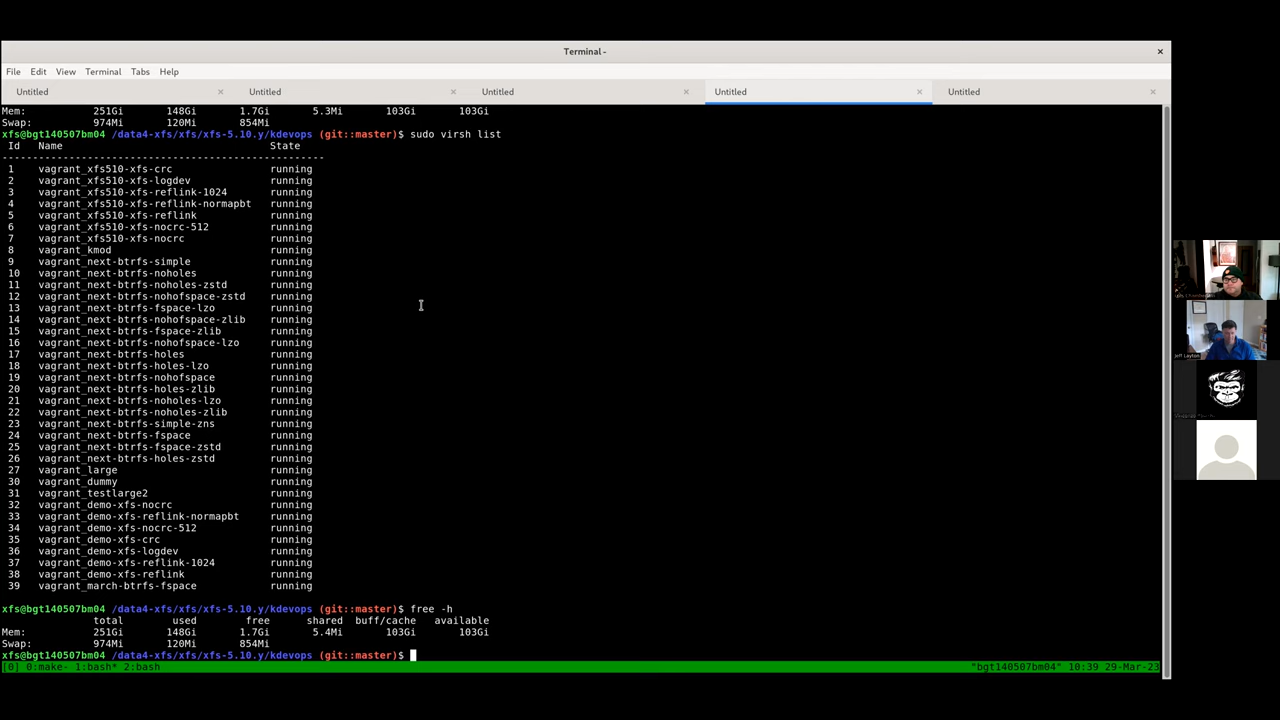 Terminal -
File Edit View Terminal Tabs Help
Untitled Untitled Untitled Untitled Untitled
Mem: 251Gi 148Gi 1.7Gi 5.3Mi 103Gi 103Gi
Swap: 974Mi 120Mi 854Mi
xfs@bgt140507bm04 /data4-xfs/xfs/xfs-5.10.y/kdevops (git::master)$ sudo virsh list
Id Name State
----------------------------------------------------
1 vagrant_xfs510-xfs-crc running
2 vagrant_xfs510-xfs-logdev running
3 vagrant_xfs510-xfs-reflink-1024 running
4 vagrant_xfs510-xfs-reflink-normapbt running
5 vagrant_xfs510-xfs-reflink running
6 vagrant_xfs510-xfs-nocrc-512 running
7 vagrant_xfs510-xfs-nocrc running
8 vagrant_kmod running
9 vagrant_next-btrfs-simple running
10 vagrant_next-btrfs-noholes running
11 vagrant_next-btrfs-noholes-zstd running
12 vagrant_next-btrfs-nohofspace-zstd running
13 vagrant_next-btrfs-fspace-lzo running
14 vagrant_next-btrfs-nohofspace-zlib running
15 vagrant_next-btrfs-fspace-zlib running
16 vagrant_next-btrfs-nohofspace-lzo running
17 vagrant_next-btrfs-holes running
18 vagrant_next-btrfs-holes-lzo running
19 vagrant_next-btrfs-nohofspace running
20 vagrant_next-btrfs-holes-zlib running
21 vagrant_next-btrfs-noholes-lzo running
22 vagrant_next-btrfs-noholes-zlib running
23 vagrant_next-btrfs-simple-zns running
24 vagrant_next-btrfs-fspace running
25 vagrant_next-btrfs-fspace-zstd running
26 vagrant_next-btrfs-holes-zstd running
27 vagrant_large running
30 vagrant_dummy running
31 vagrant_testlarge2 running
32 vagrant_demo-xfs-nocrc running
33 vagrant_demo-xfs-reflink-normapbt running
34 vagrant_demo-xfs-nocrc-512 running
35 vagrant_demo-xfs-crc running
36 vagrant_demo-xfs-logdev running
37 vagrant_demo-xfs-reflink-1024 running
38 vagrant_demo-xfs-reflink running
39 vagrant_march-btrfs-fspace running
xfs@bgt140507bm04 /data4-xfs/xfs/xfs-5.10.y/kdevops (git::master)$ free -h
total used free shared buff/cache available
Mem: 251Gi 148Gi 1.7Gi 5.4Mi 103Gi 103Gi
Swap: 974Mi 120Mi 854Mi
xfs@bgt140507bm04 /data4-xfs/xfs/xfs-5.10.y/kdevops (git::master)$
[0] 0:make- 1:bash* 2:bash "bgt140507bm04" 10:39 29-Mar-23
Jeff Layton